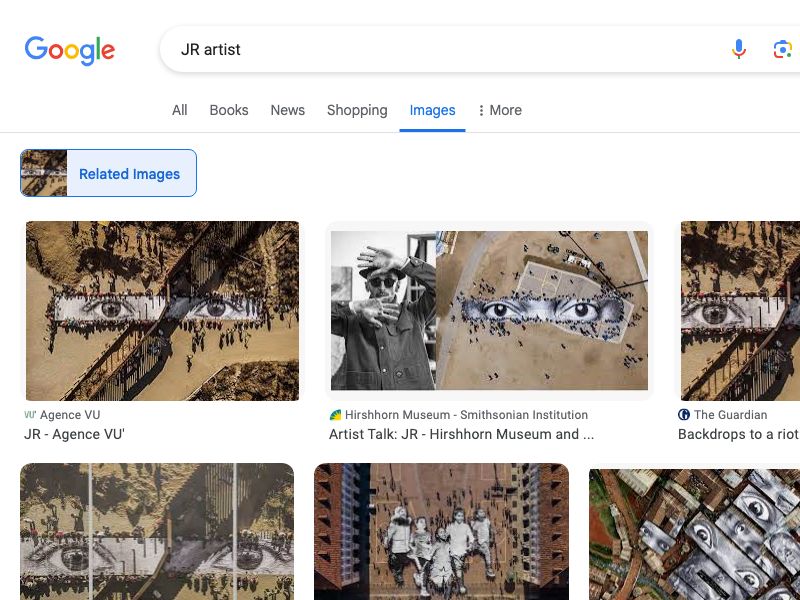 Google
JR artist
All
Books
News
Shopping
Images
More
Related Images
VU' Agence VU
JR - Agence VU'
Hirshhorn Museum - Smithsonian Institution
Artist Talk: JR - Hirshhorn Museum and ...
The Guardian
Backdrops to a riot